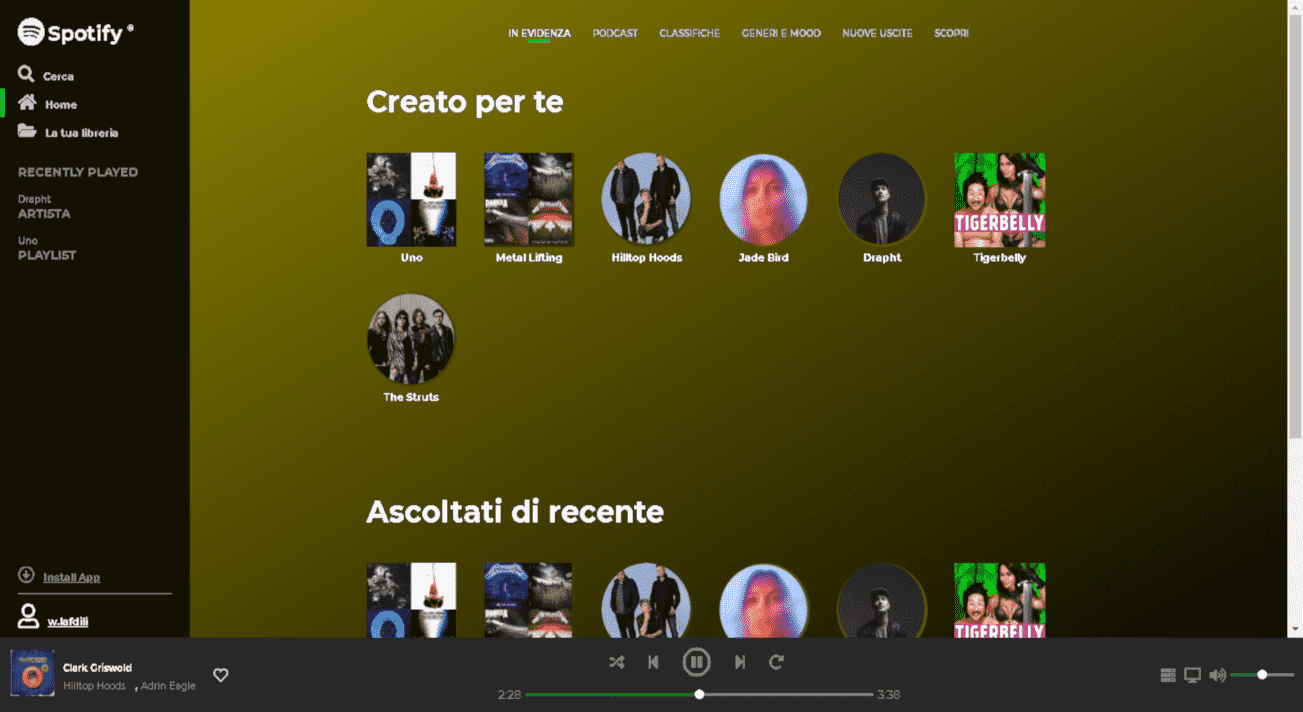 Spotify®
Cerca
Home
La tua libreria
RECENTLY PLAYED
Drapht
ARTISTA
Uno
PLAYLIST
Install App
w.lafdili
IN EVIDENZA PODCAST CLASSIFICHE GENERI E MOOD NUOVE USCITE SCOPRI
Creato per te
TIGERBELLY
Uno Metal Lifting Hilltop Hoods Jade Bird Drapht Tigerbelly
The Struts
Ascoltati di recente
TIGERBELLY
Clark Griswold
Hilltop Hoods , Adrin Eagle
2:28 3:38